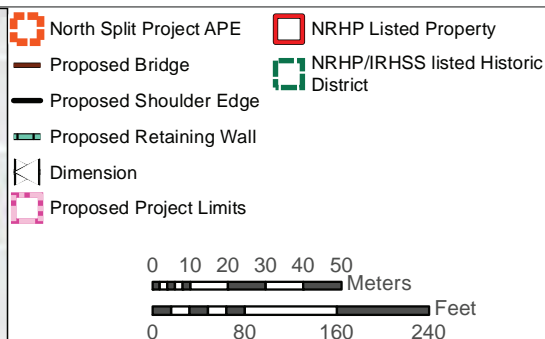 North Split Project APE
Proposed Bridge
Proposed Shoulder Edge
Proposed Retaining Wall
Dimension
Proposed Project Limits
NRHP Listed Property
NRHP/IRHSS listed Historic
District
0 10 20 30 40 50
Meters
Feet
0 80 160 240